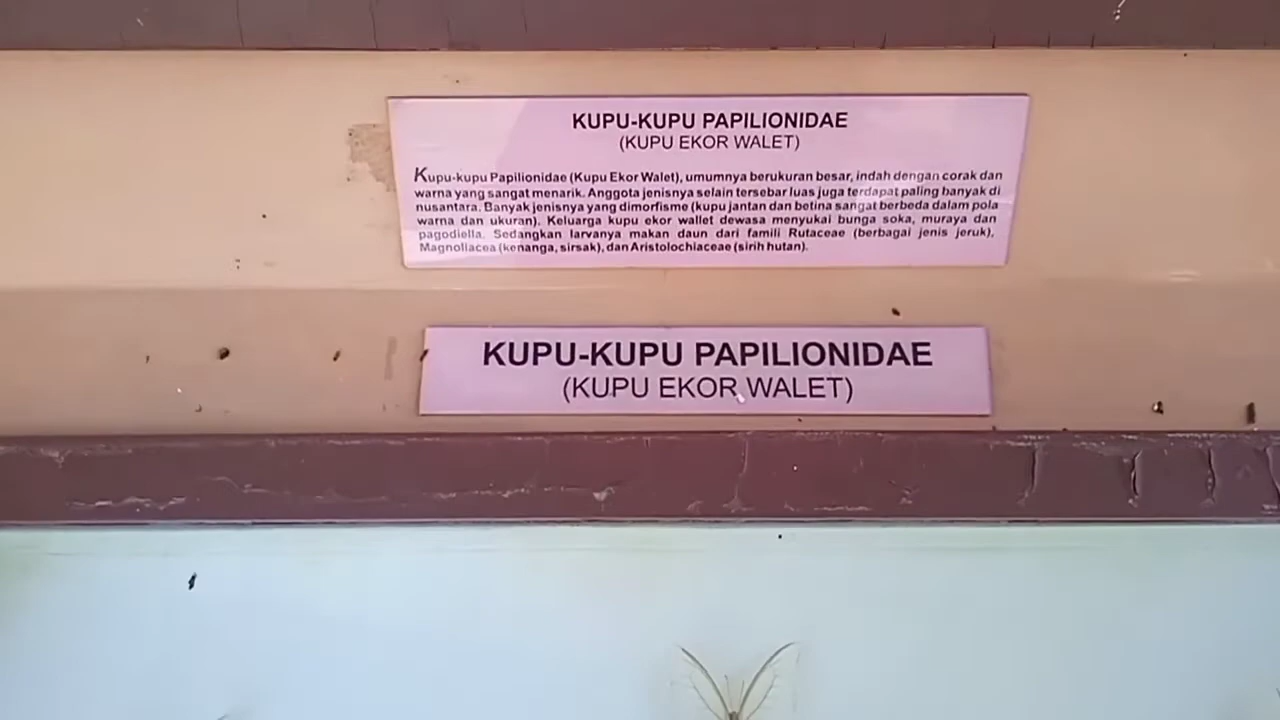 KUPU-KUPU PAPILIONIDAE
(KUPU EKOR WALET)
Kupu-kupu Papilionidae (Kupu Ekor Walet), umumnya berukuran besar, indah dengan corak dan
warna yang sangat menarik. Anggota jenisnya selain tersebar luas juga terdapat paling banyak di
nusantara. Banyak jenisnya yang dimorfisme (kupu jantan dan betina sangat berbeda dalam pola
warna dan ukuran). Keluarga kupu ekor wallet dewasa menyukai bunga soka, muraya dan
pagodiella. Sedangkan larvanya makan daun dari famili Rutaceae (berbagai jenis jeruk),
Magnoliacea (kenanga, sirsak), dan Aristolochiaceae (sirih hutan).
KUPU-KUPU PAPILIONIDAE
(KUPU EKOR WALET)